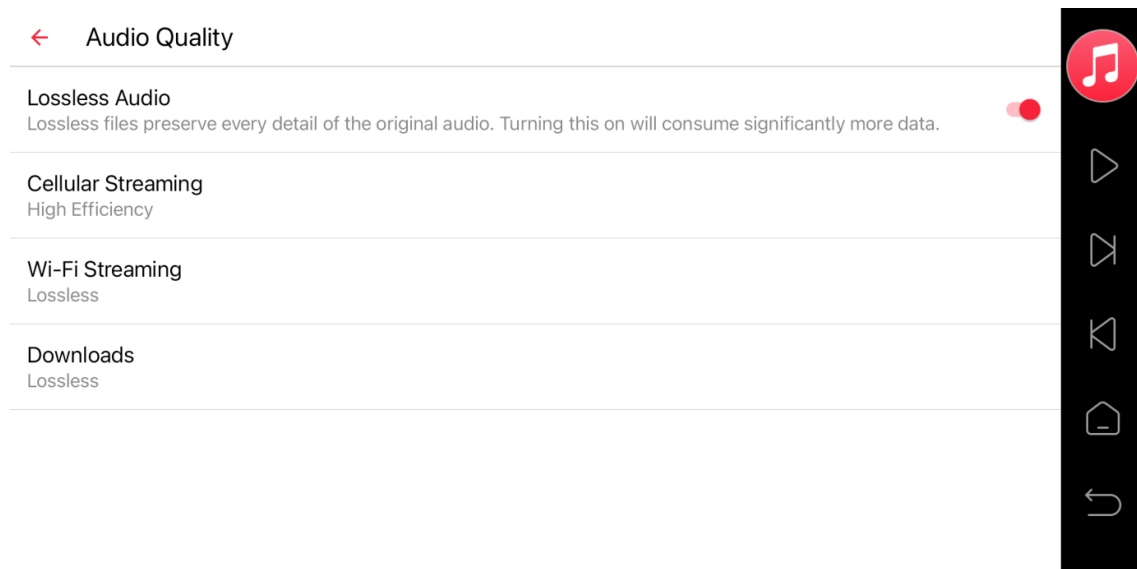 Audio Quality
Lossless Audio
Lossless files preserve every detail of the original audio. Turning this on will consume significantly more data.
Cellular Streaming
High Efficiency
Wi-Fi Streaming
Lossless
Downloads
Lossless